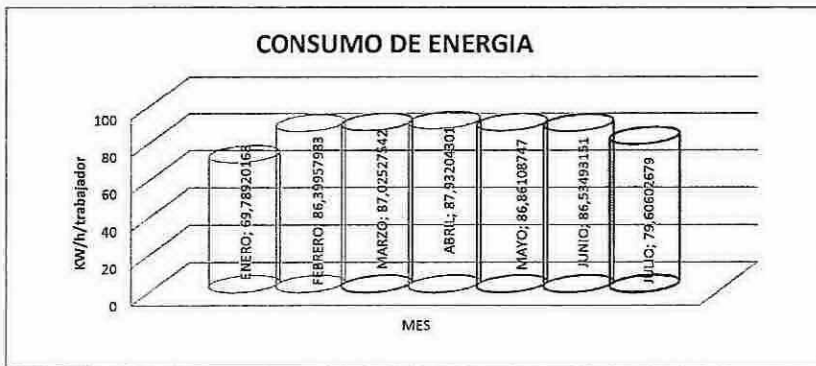 CONSUMO DE ENERGIA
KW/h/trabajador
100
80
60
40
20
0
ENERO; 69,78920168
FEBRERO; 86,39957983
MARZO; 87,02527542
ABRIL; 87,93204301
MAYO; 86,86108747
JUNIO; 86,53493151
JULIO; 79,60602679
MES